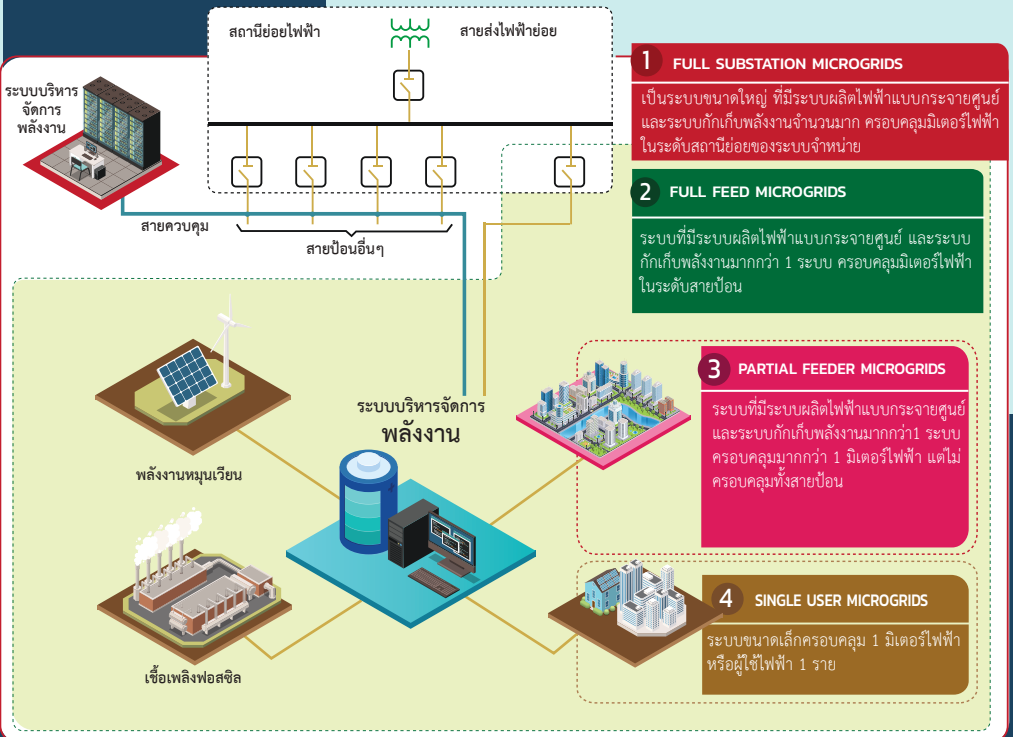 สถานีย่อยไฟฟ้า
สายส่งไฟฟ้าย่อย
ระบบบริหาร
จัดการ
พลังงาน
สายควบคุม
สายป้อนอื่นๆ
1 FULL SUBSTATION MICROGRIDS
เป็นระบบขนาดใหญ่ ที่มีระบบผลิตไฟฟ้าแบบกระจายศูนย์
และระบบกักเก็บพลังงานจำนวนมาก ครอบคลุมมิเตอร์ไฟฟ้า
ในระดับสถานีย่อยของระบบจำหน่าย
2 FULL FEED MICROGRIDS
ระบบที่มีระบบผลิตไฟฟ้าแบบกระจายศูนย์ และระบบ
กักเก็บพลังงานมากกว่า 1 ระบบ ครอบคลุมมิเตอร์ไฟฟ้า
ในระดับสายป้อน
พลังงานหมุนเวียน
ระบบบริหารจัดการ
พลังงาน
เชื้อเพลิงฟอสซิล
3 PARTIAL FEEDER MICROGRIDS
ระบบที่มีระบบผลิตไฟฟ้าแบบกระจายศูนย์
และระบบกักเก็บพลังงานมากกว่า1 ระบบ
ครอบคลุมมากกว่า 1 มิเตอร์ไฟฟ้า แต่ไม่
ครอบคลุมทั้งสายป้อน
4 SINGLE USER MICROGRIDS
ระบบขนาดเล็กครอบคลุม 1 มิเตอร์ไฟฟ้า
หรือผู้ใช้ไฟฟ้า 1 ราย